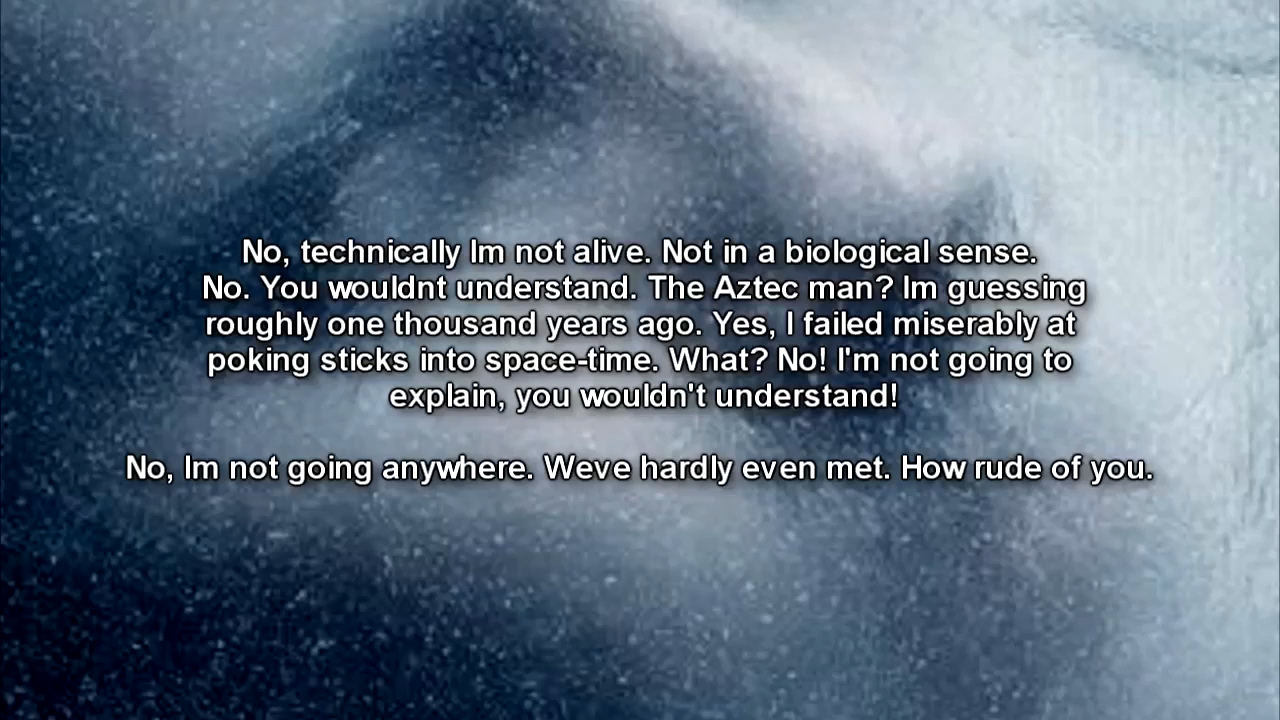 No, technically Im not alive. Not in a biological sense.
No. You wouldnt understand. The Aztec man? Im guessing
roughly one thousand years ago. Yes, I failed miserably at
poking sticks into space-time. What? No! I'm not going to
explain, you wouldn't understand!
No, Im not going anywhere. Weve hardly even met. How rude of you.